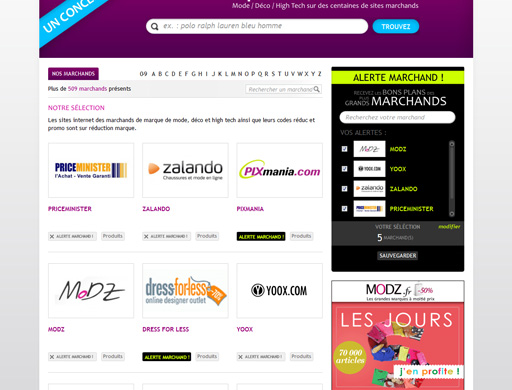 UN CONCE
Mode / Déco / High Tech sur des centaines de sites marchands
ex. : polo ralph lauren bleu homme
TROUVEZ
NOS MARCHANDS
09 A B C D E F G H I J K L M N O P Q R S T U V W X Y Z
Plus de 509 marchands présents
Rechercher un marchand
NOTRE SÉLECTION
Les sites Internet des marchands de marque de mode, déco et high tech ainsi que leurs codes réduc et
promo sont sur réduction marque.
PRICEMINISTER
l'Achat - Vente Garanti
zalando
Chaussures et mode en ligne
PIXmania.com
PRICEMINISTER
ZALANDO
PIXMANIA
ALERTE MARCHAND !
Produits
ALERTE MARCHAND !
Produits
ALERTE MARCHAND !
Produits
MODZ
dressforless
online designer outlet
YOOX.COM
MODZ
DRESS FOR LESS
YOOX
ALERTE MARCHAND !
Produits
ALERTE MARCHAND !
Produits
ALERTE MARCHAND !
Produits
ALERTE MARCHAND !
RECEVEZ LES BONS PLANS DES
PLUS GRANDS MARCHANDS
Recherchez votre marchand
VOS ALERTES :
MODZ
MODZ
YOOX.COM
YOOX
zalando
ZALANDO
PRICEMINISTER
PRICEMINISTER
VOTRE SÉLECTION
modifier
5 MARCHAND(S)
SAUVEGARDER
MODZ.fr -50%
Les Grandes Marques à moitié prix
LES JOURS
70 000
articles
j'en profite !